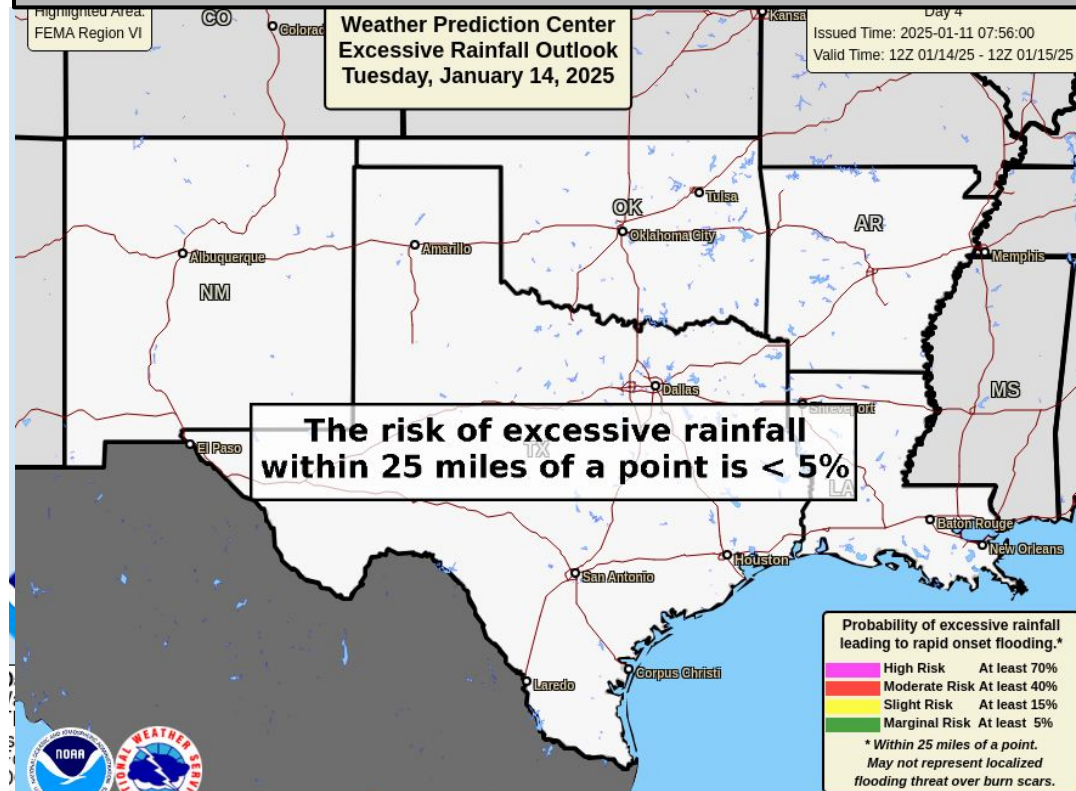 Highlighted Area:
FEMA Region VI
Weather Prediction Center
Excessive Rainfall Outlook
Tuesday, January 14, 2025
Day 4
Issued Time: 2025-01-11 07:56:00
Valid Time: 12Z 01/14/25 - 12Z 01/15/25
CO
Colorad
Kansa
Tulsa
OK
Oklahoma City
AR
Amarillo
Albuquerque
Memphis
NM
Dallas
MS
Shreveport
The risk of excessive rainfall
within 25 miles of a point is < 5%
El Paso
TX
LA
Baton Rouge
New Orleans
Houston
San Antonio
Corpus Christi
Laredo
Probability of excessive rainfall
leading to rapid onset flooding.*
High Risk At least 70%
Moderate Risk At least 40%
Slight Risk At least 15%
Marginal Risk At least 5%
* Within 25 miles of a point.
May not represent localized
flooding threat over burn scars.
NOAA
WEATHER